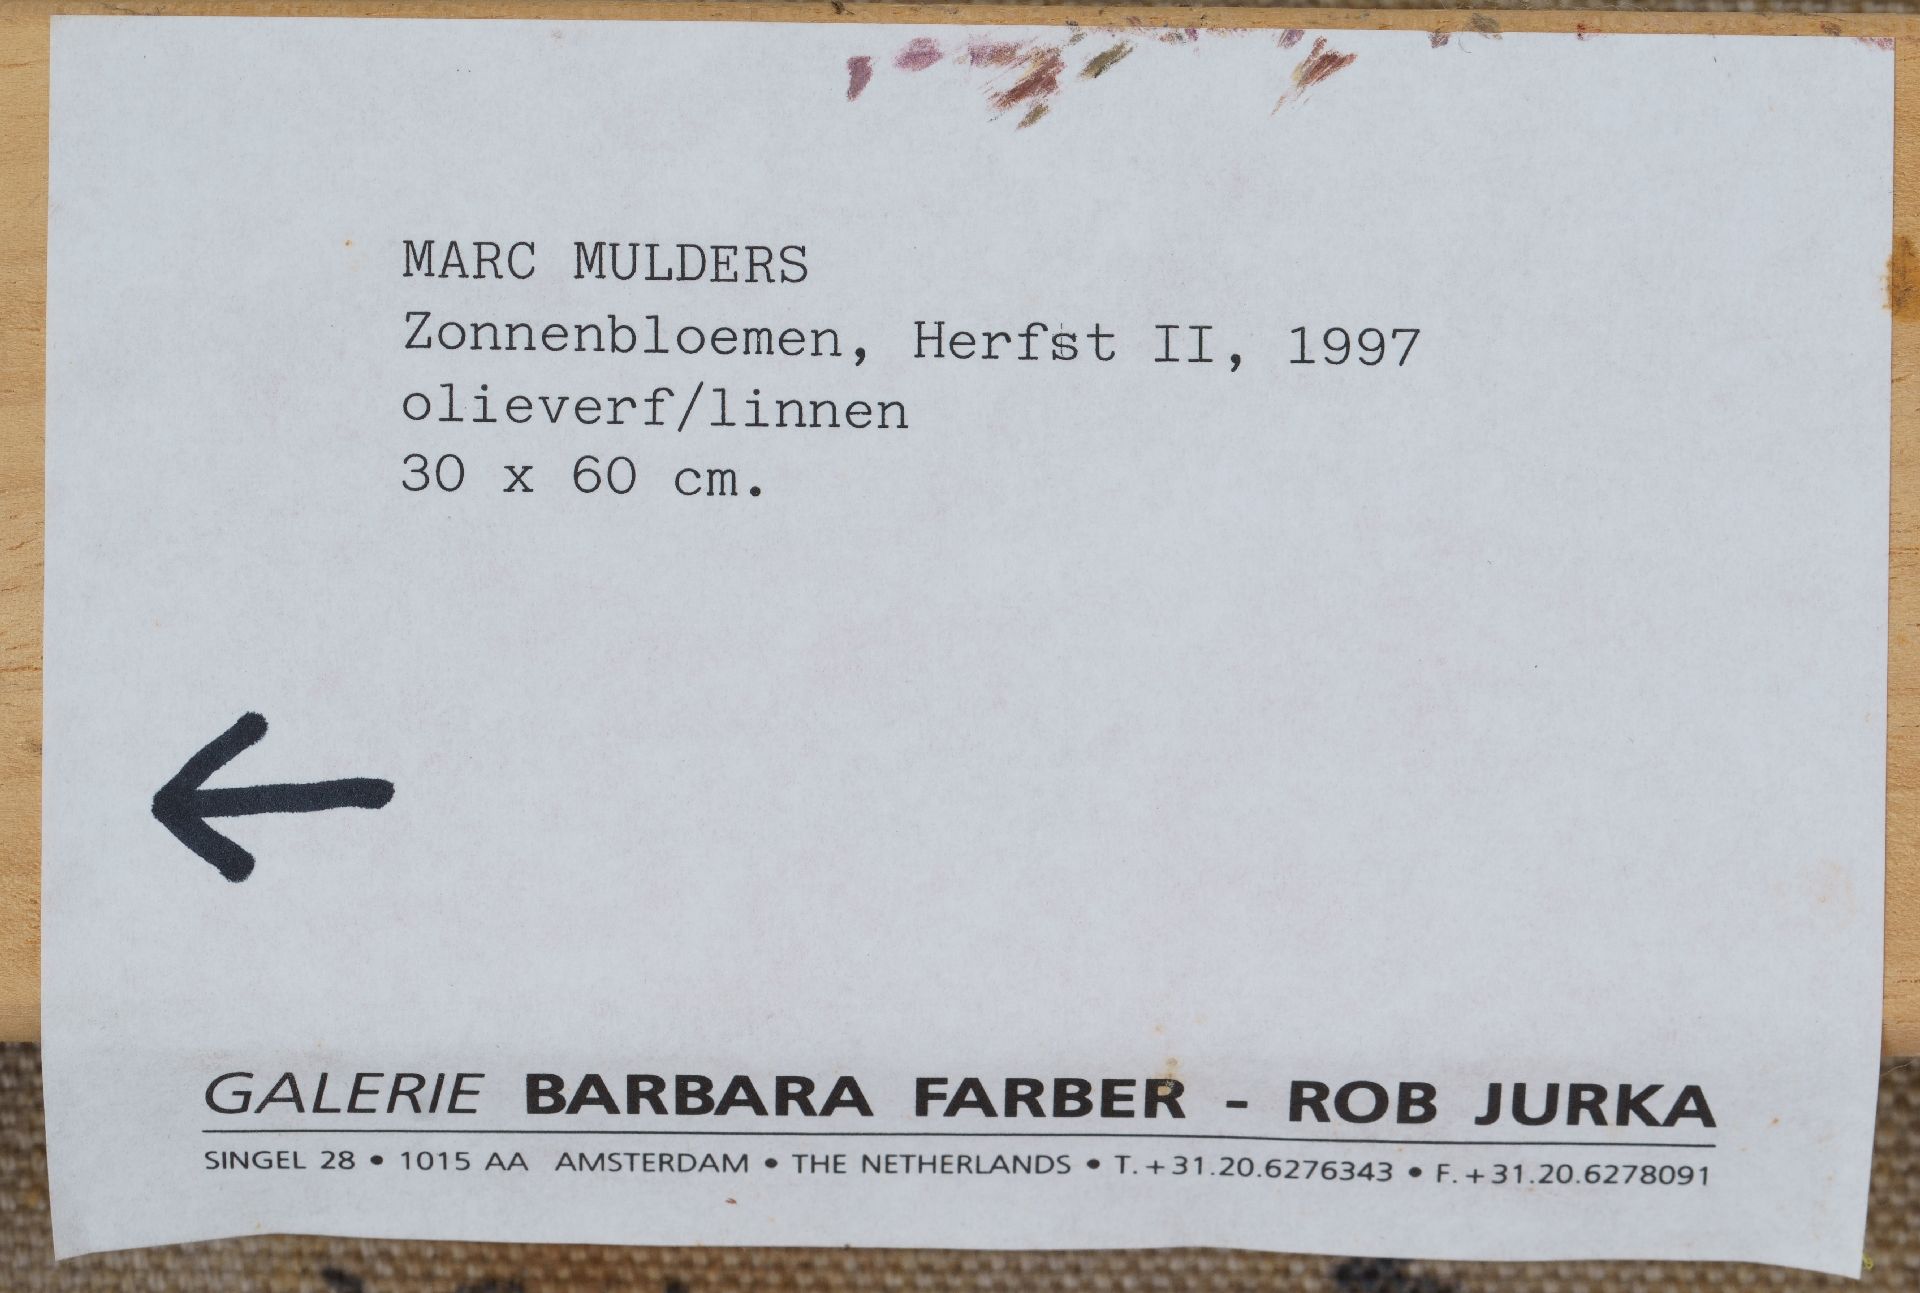 MARC MULDERS
Zonnenbloemen, Herfst II, 1997
olieverf/linnen
30 x 60 cm.
GALERIE BARBARA FARBER - ROB JURKA
SINGEL 28 • 1015 AA AMSTERDAM • THE NETHERLANDS • T. +31.20.6276343 • F. +31.20.6278091